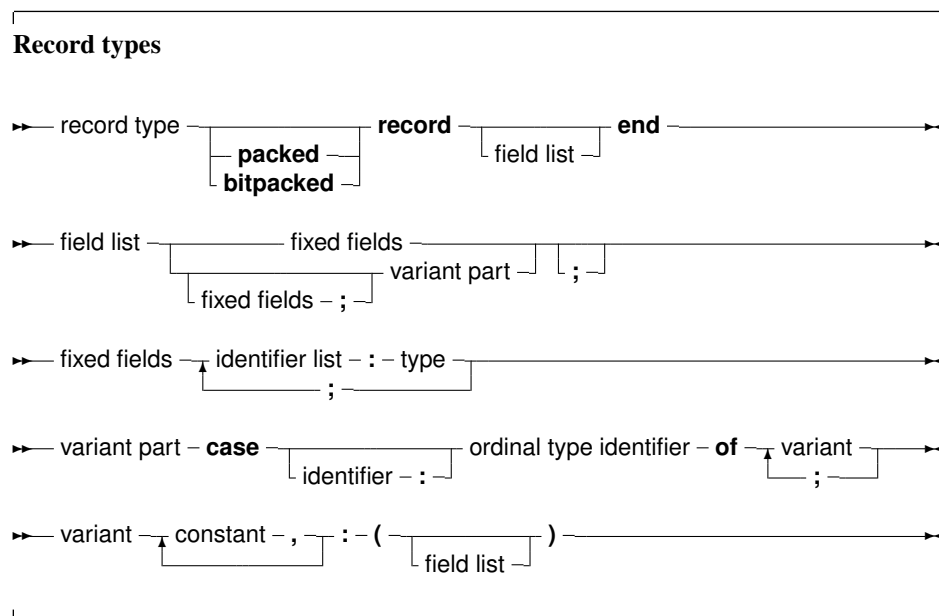 Record types
record type record end
packed field list
bitpacked
field list fixed fields
variant part ;
fixed fields ;
fixed fields identifier list : type
;
variant part case ordinal type identifier of variant
identifier : ;
variant constant , : ( )
field list